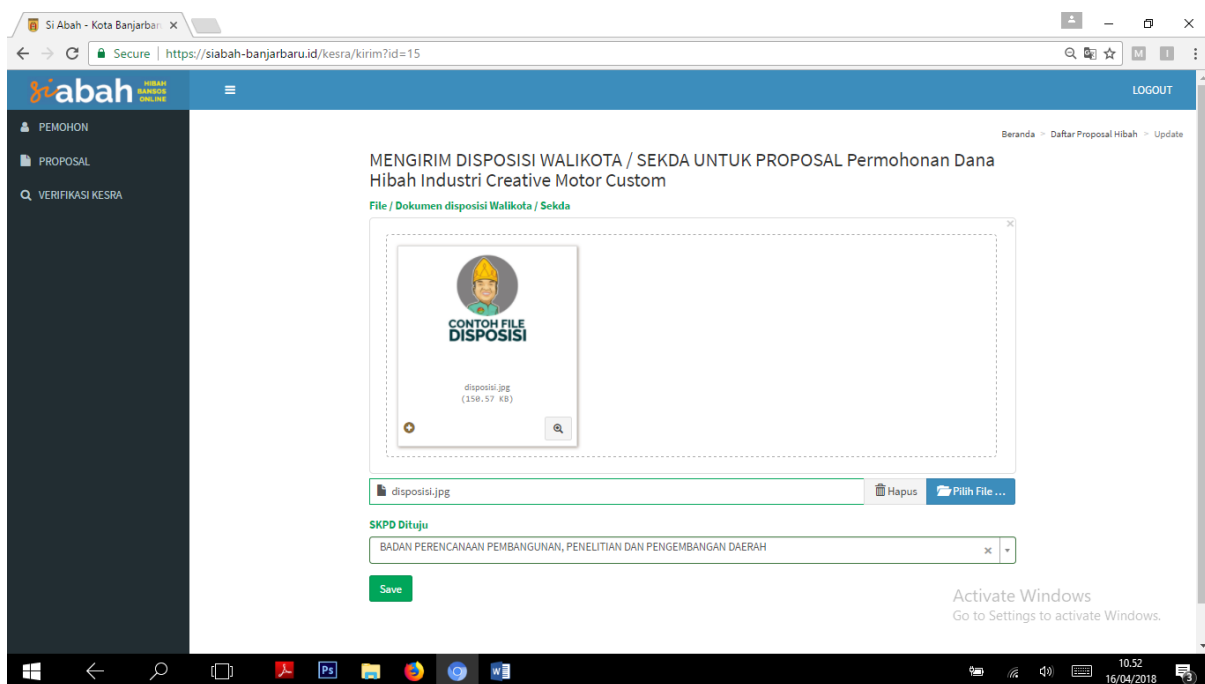 Si Abah - Kota Banjarbar
Secure | https://siabah-banjarbaru.id/kesra/kirim?id=15
siabah HIBAH BANSOS ONLINE
LOGOUT
PEMOHON
PROPOSAL
VERIFIKASI KESRA
Beranda > Daftar Proposal Hibah > Update
MENGIRIM DISPOSISI WALIKOTA / SEKDA UNTUK PROPOSAL Permohonan Dana
Hibah Industri Creative Motor Custom
File / Dokumen disposisi Walikota / Sekda
CONTOH FILE
DISPOSISI
disposisi.jpg
(150.57 KB)
disposisi.jpg
Hapus
Pilih File ...
SKPD Dituju
BADAN PERENCANAAN PEMBANGUNAN, PENELITIAN DAN PENGEMBANGAN DAERAH
Save
Activate Windows
Go to Settings to activate Windows.
Ps
10.52
16/04/2018
3